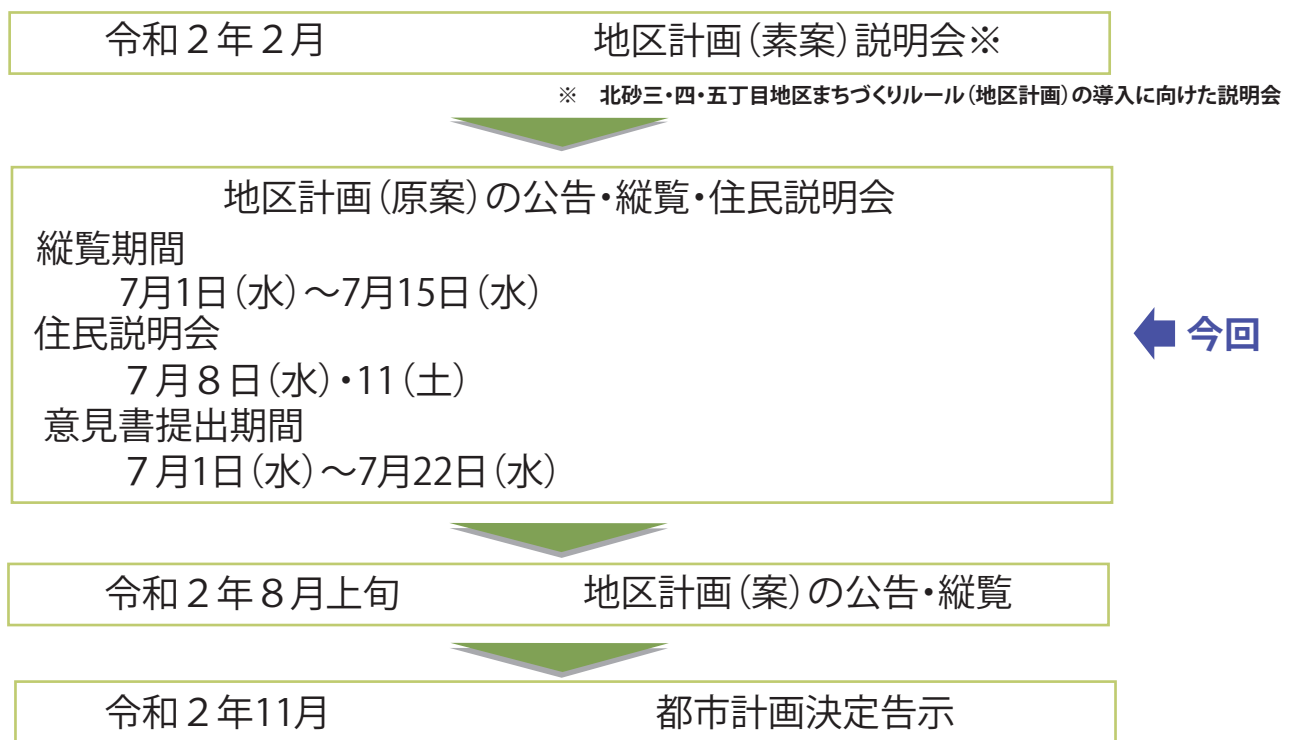 令和２年２月　地区計画（素案）説明会※
※　北砂三・四・五丁目地区まちづくりルール（地区計画）の導入に向けた説明会
地区計画（原案）の公告・縦覧・住民説明会
縦覧期間
7月1日（水）～7月15日（水）
住民説明会
７月８日（水）・11（土）
今回
意見書提出期間
７月1日（水）～7月22日（水）
令和２年８月上旬　地区計画（案）の公告・縦覧
令和２年11月　都市計画決定告示